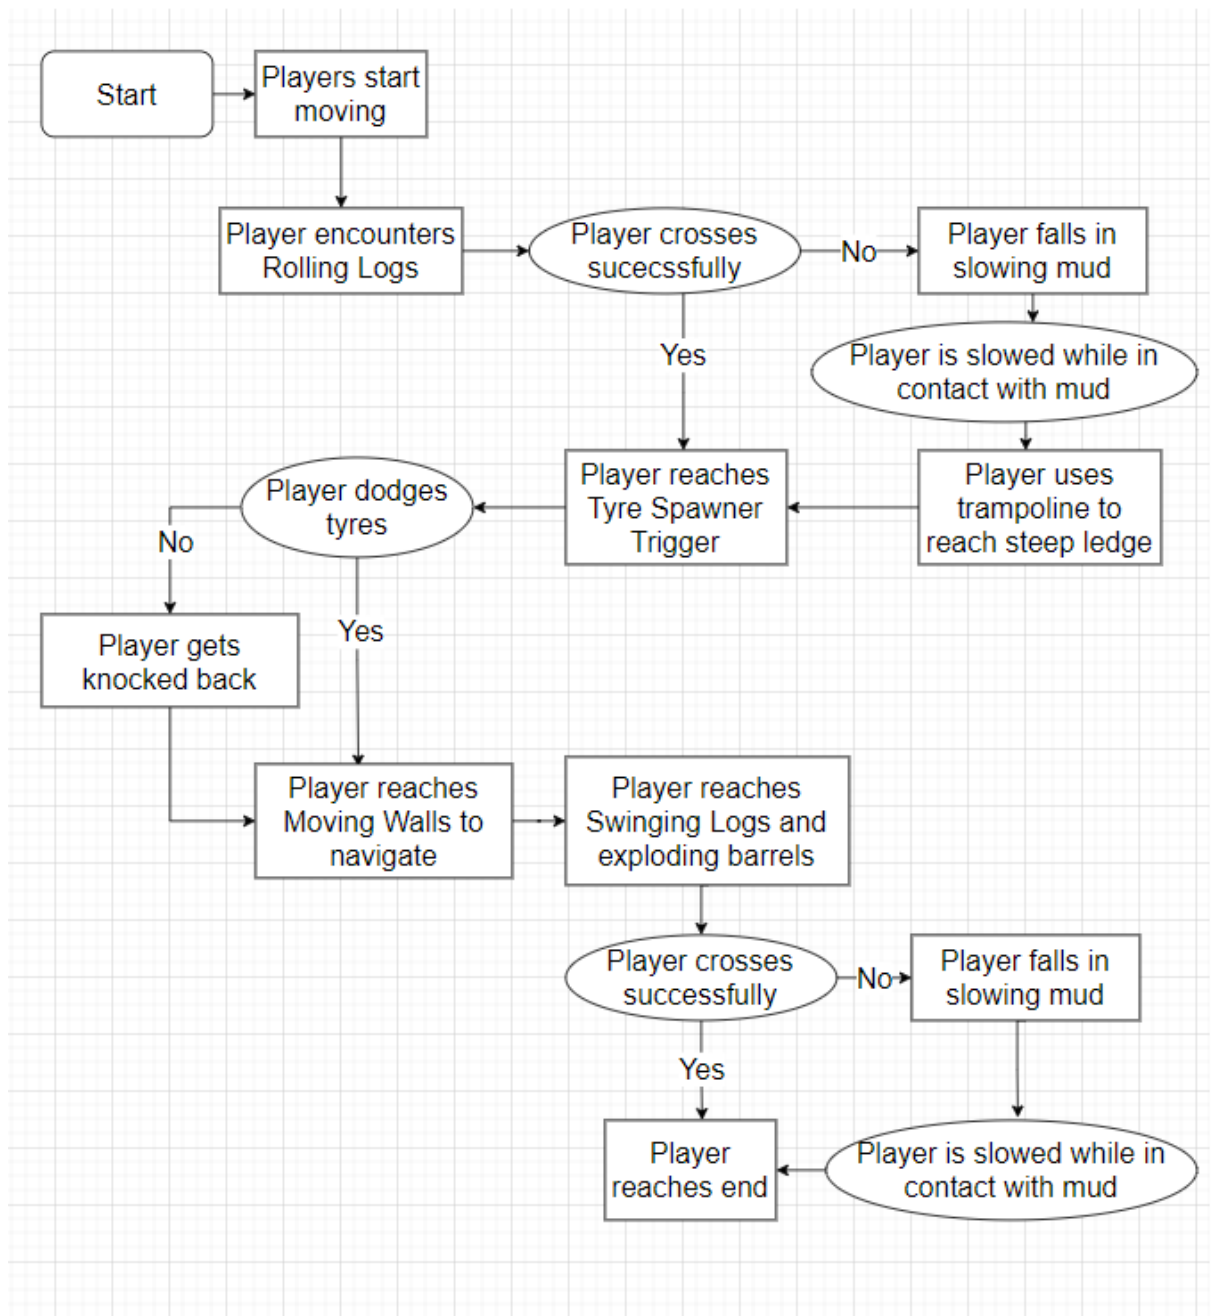 Start
Players start
moving
Player encounters
Rolling Logs
Player crosses
sucecssfully
No
Player falls in
slowing mud
Player is slowed while in
contact with mud
Yes
Player uses
trampoline to
reach steep ledge
Player reaches
Tyre Spawner
Trigger
Player dodges
tyres
No
Yes
Player gets
knocked back
Player reaches
Moving Walls to
navigate
Player reaches
Swinging Logs and
exploding barrels
Player crosses
successfully
No
Player falls in
slowing mud
Yes
Player is slowed while in
contact with mud
Player
reaches end